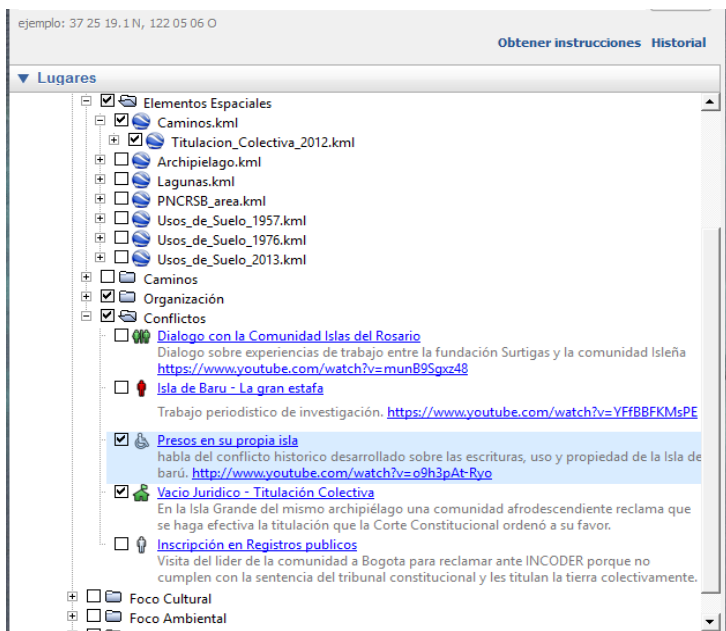 ejemplo: 37 25 19.1 N, 122 05 06 O
Obtener instrucciones Historial
Lugares
Elementos Espaciales
Caminos.kml
Titulacion_Colectiva_2012.kml
Archipielago.kml
Lagunas.kml
PNCRSB_area.kml
Usos_de_Suelo_1957.kml
Usos_de_Suelo_1976.kml
Usos_de_Suelo_2013.kml
Caminos
Organización
Conflictos
Dialogo con la Comunidad Islas del Rosario
Dialogo sobre experiencias de trabajo entre la fundación Surtigas y la comunidad Isleña
https://www.youtube.com/watch?v=munB9Sgxz48
Isla de Baru - La gran estafa
Trabajo periodistico de investigación. https://www.youtube.com/watch?v=YFfBBFKMsPE
Presos en su propia isla
habla del conflicto historico desarrollado sobre las escrituras, uso y propiedad de la Isla de
barú. http://www.youtube.com/watch?v=o9h3pAt-Ryo
Vacio Juridico - Titulación Colectiva
En la Isla Grande del mismo archipiélago una comunidad afrodescendiente reclama que
se haga efectiva la titulación que la Corte Constitucional ordenó a su favor.
Inscripción en Registros publicos
Visita del lider de la comunidad a Bogota para reclamar ante INCODER porque no
cumplen con la sentencia del tribunal constitucional y les titulan la tierra colectivamente.
Foco Cultural
Foco Ambiental